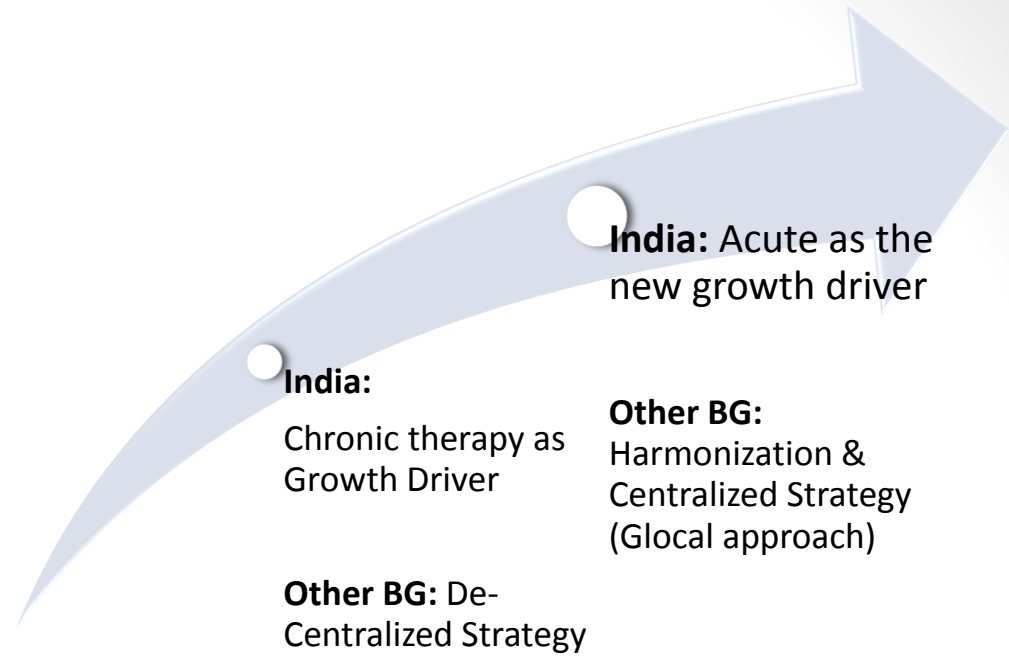 India:
Chronic therapy as
Growth Driver
Other BG: De-
Centralized Strategy
India: Acute as the
new growth driver
Other BG:
Harmonization &
Centralized Strategy
(Glocal approach)